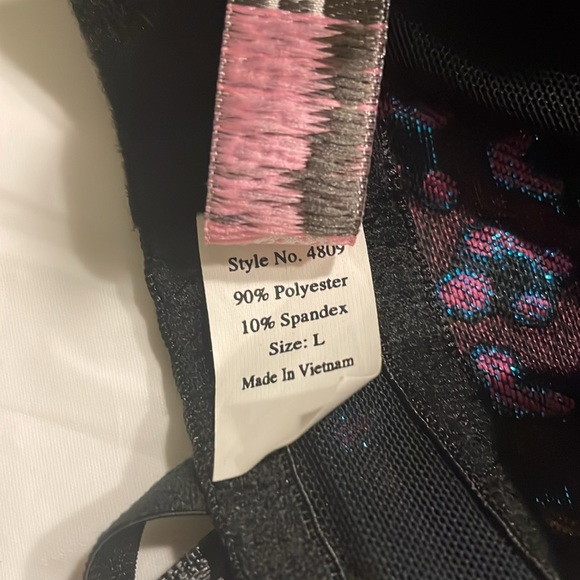 Style No. 4809
90% Polyester
10% Spandex
Size: L
Made In Vietnam